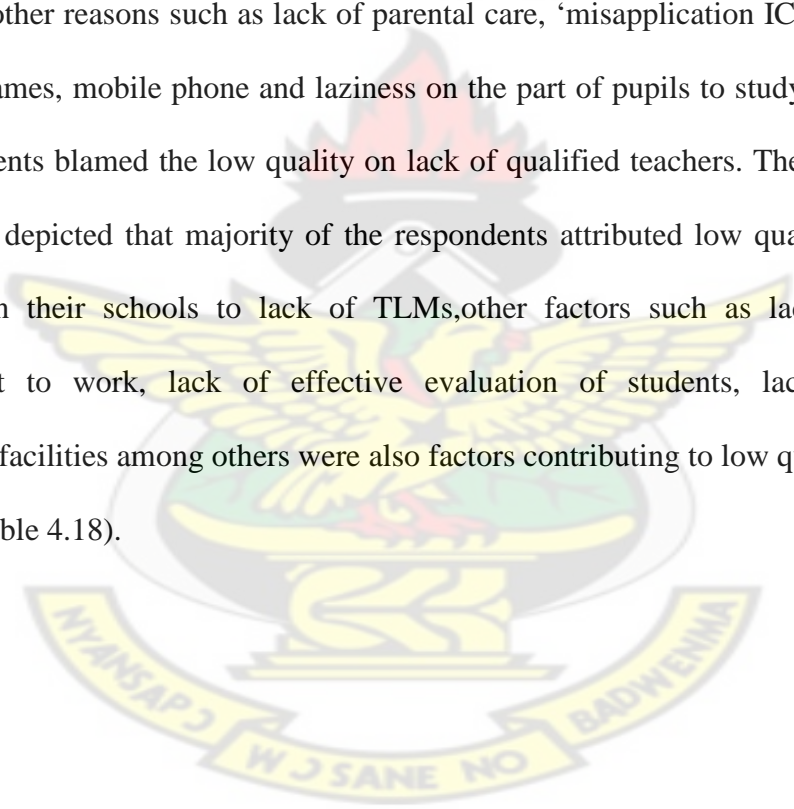 other reasons such as lack of parental care, ‘misapplication IC
ames, mobile phone and laziness on the part of pupils to study
ents blamed the low quality on lack of qualified teachers. The
depicted that majority of the respondents attributed low qua
n their schools to lack of TLMs,other factors such as lac
t to work, lack of effective evaluation of students, lac
facilities among others were also factors contributing to low q
ble 4.18).
NYANSAPƆ WƆSANE NO BADWENMA